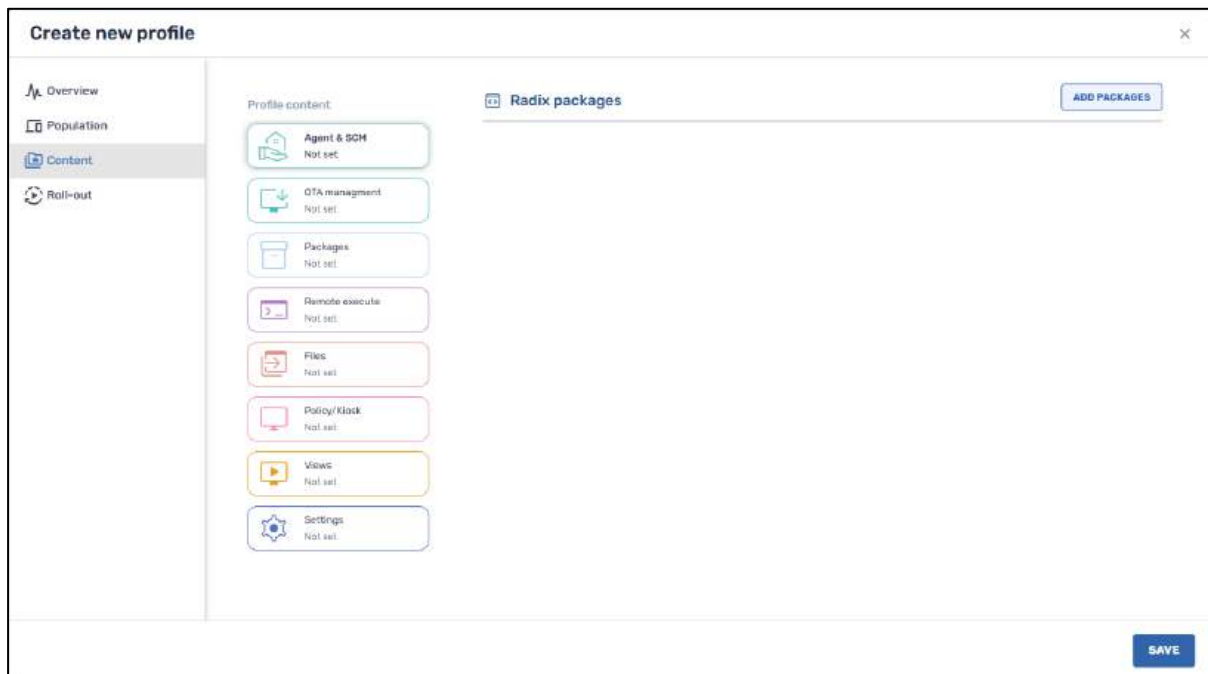 Create new profile
Overview
Population
Content
Roll-out
Profile content
Agent & SCM
Not set
OTA managment
Not set
Packages
Not set
Remote execute
Not set
Files
Not set
Policy/Kiosk
Not set
Views
Not set
Settings
Not set
Radix packages
ADD PACKAGES
SAVE